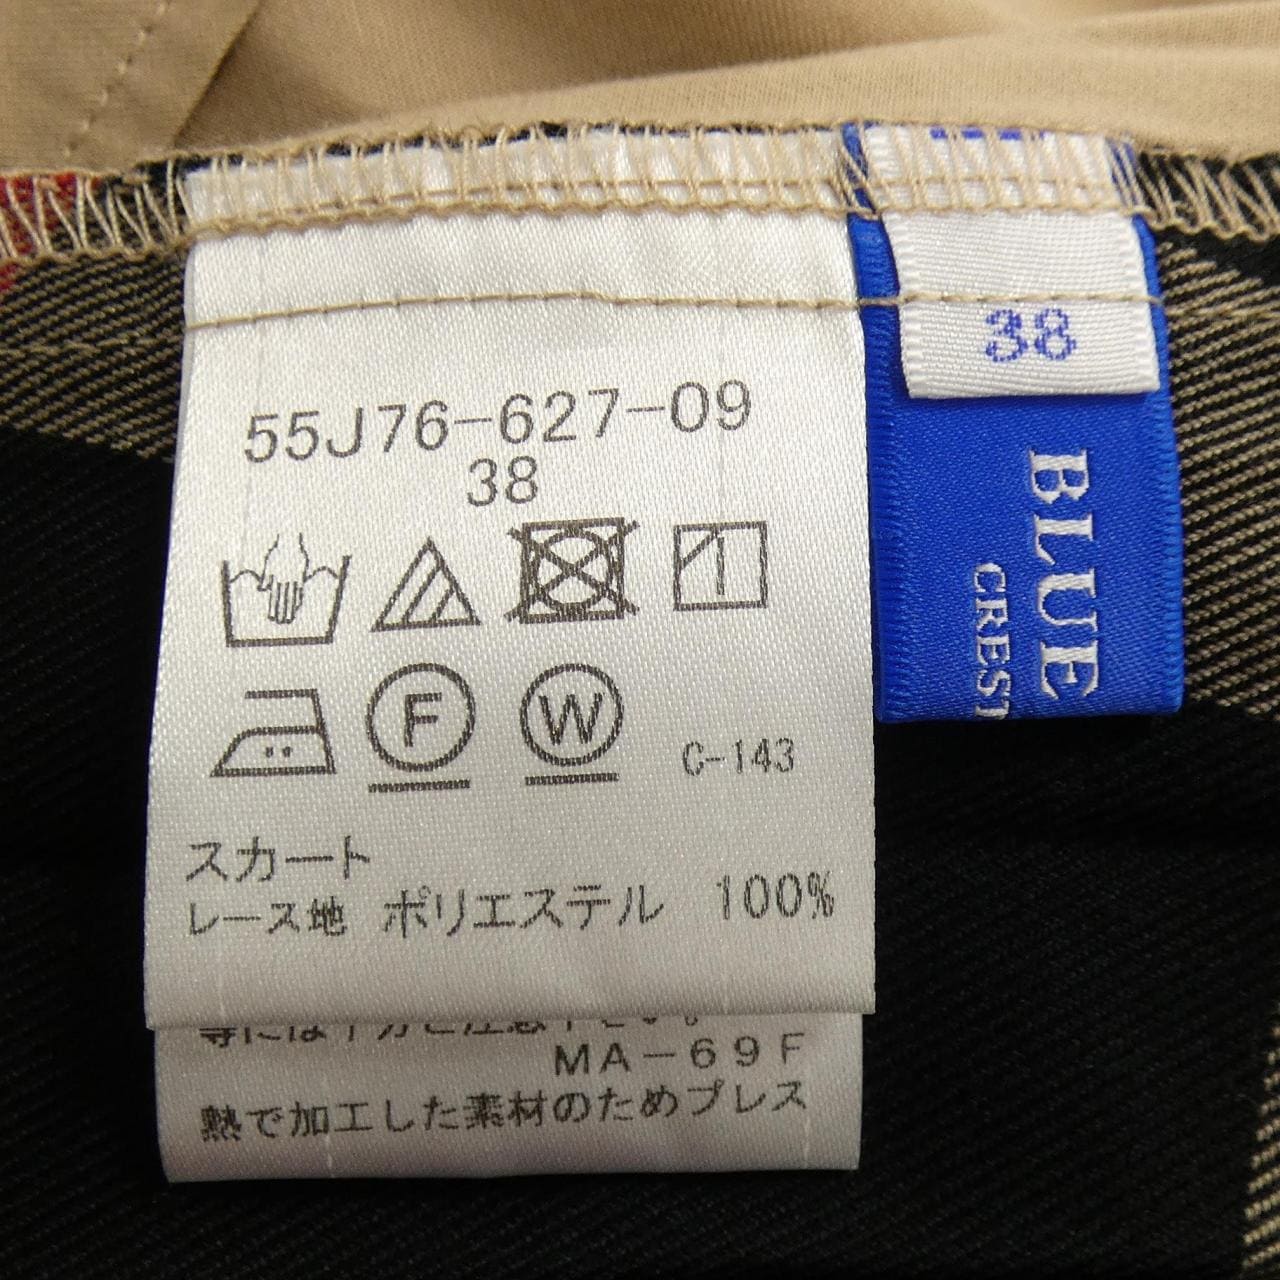 55J76-627-09
38
F
W
C-143
スカート
レース地 ポリエステル 100%
MA-69F
熱で加工した素材のためプレス
38
BLUE
CREST